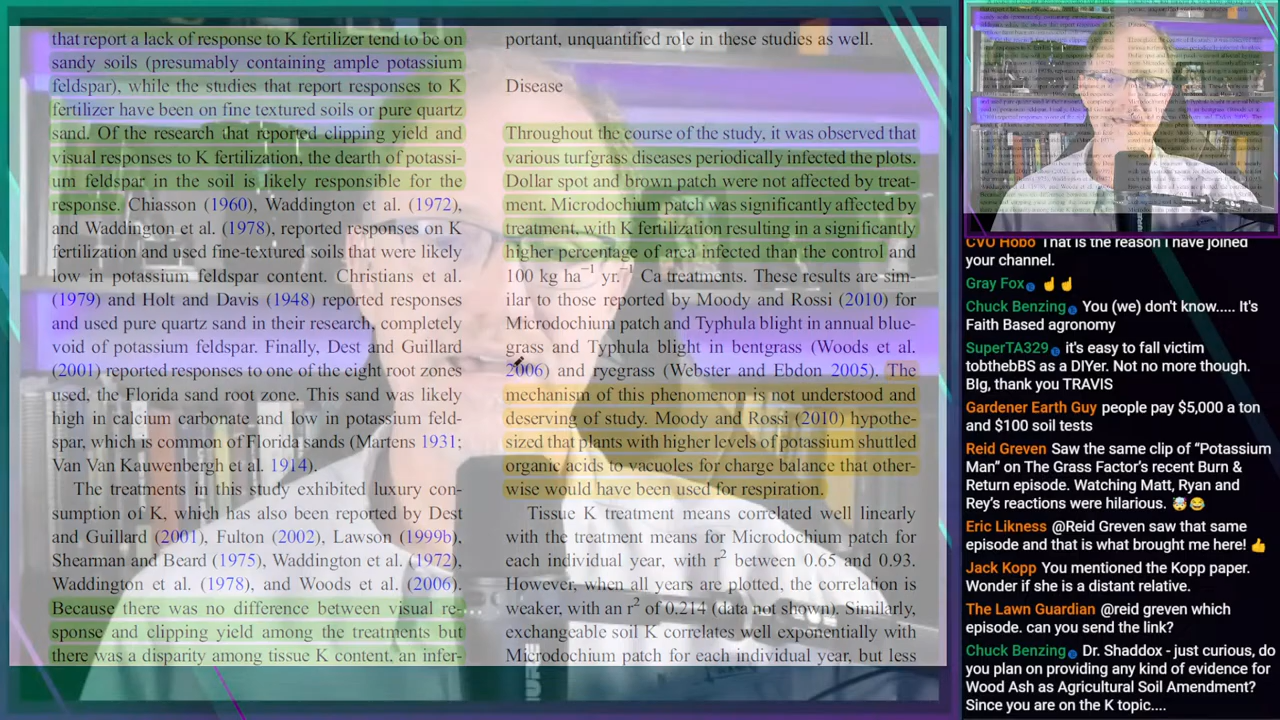 that report a lack of response to K fertilizer to be on
sandy soils (presumably containing ample potassium
feldspar), while the studies that report responses to K
fertilizer have been on fine textured soils or quartz
sand. Of the research that reported clipping yield and
visual responses to K fertilization, the dearth of potassi-
um feldspar in the soil is likely responsible for the
response. Chiasson (1960), Waddington et al. (1972),
and Waddington et al. (1978), reported responses on K
fertilization and used fine-textured soils that were likely
low in potassium feldspar content. Christians et al.
(1979) and Holt and Davis (1948) reported responses
and used pure quartz sand in their research, completely
void of potassium feldspar. Finally, Dest and Guillard
(2001) reported responses to one of the eight root zones
used, the Florida sand root zone. This sand was likely
high in calcium carbonate and low in potassium feld-
spar, which is common of Florida sands (Martens 1931;
Van Van Kauwenbergh et al. 1914).
The treatments in this study exhibited luxury con-
sumption of K, which has also been reported by Dest
and Guillard (2001), Fulton (2002), Lawson (1999b),
Shearman and Beard (1975), Waddington et al. (1972),
Waddington et al. (1978), and Woods et al. (2006).
Because there was no difference between visual re-
sponse and clipping yield among the treatments but
there was a disparity among tissue K content, an infer-
portant unquantified role in these studies as well.
Disease
Throughout the course of the study, it was observed that
various turfgrass diseases periodically infected the plots.
Dollar spot and brown patch were not affected by treat-
ment. Microdochium patch was significantly affected by
treatment, with K fertilization resulting in a significantly
higher percentage of area infected than the control and
100 kg ha−1 yr.−1 Ca treatments. These results are sim-
ilar to those reported by Moody and Rossi (2010) for
Microdochium patch and Typhula blight in annual blue-
grass and Typhula blight in bentgrass (Woods et al.
2006) and ryegrass (Webster and Ebdon 2005). The
mechanism of this phenomenon is not understood and
deserving of study. Moody and Rossi (2010) hypothe-
sized that plants with higher levels of potassium shuttled
organic acids to vacuoles for charge balance that other-
wise would have been used for respiration.
Tissue K treatment means correlated well linearly
with the treatment means for Microdochium patch for
each individual year, with r2 between 0.65 and 0.93.
However, when all years are plotted, the correlation is
weaker, with an r2 of 0.214 (data not shown). Similarly,
exchangeable soil K correlates well exponentially with
Microdochium patch for each individual year, but less
CVO Hobo That is the reason I have joined
your channel.
Gray Fox ☝️☝️
Chuck Benzing You (we) don't know..... It's
Faith Based agronomy
SuperTA329 it's easy to fall victim
tobthebBS as a DIYer. Not no more though.
BIg, thank you TRAVIS
Gardener Earth Guy people pay $5,000 a ton
and $100 soil tests
Reid Greven Saw the same clip of “Potassium
Man” on The Grass Factor’s recent Burn &
Return episode. Watching Matt, Ryan and
Rey’s reactions were hilarious. 🤯😂
Eric Likness @Reid Greven saw that same
episode and that is what brought me here! 👍
Jack Kopp You mentioned the Kopp paper.
Wonder if she is a distant relative.
The Lawn Guardian @reid greven which
episode. can you send the link?
Chuck Benzing Dr. Shaddox - just curious, do
you plan on providing any kind of evidence for
Wood Ash as Agricultural Soil Amendment?
Since you are on the K topic....